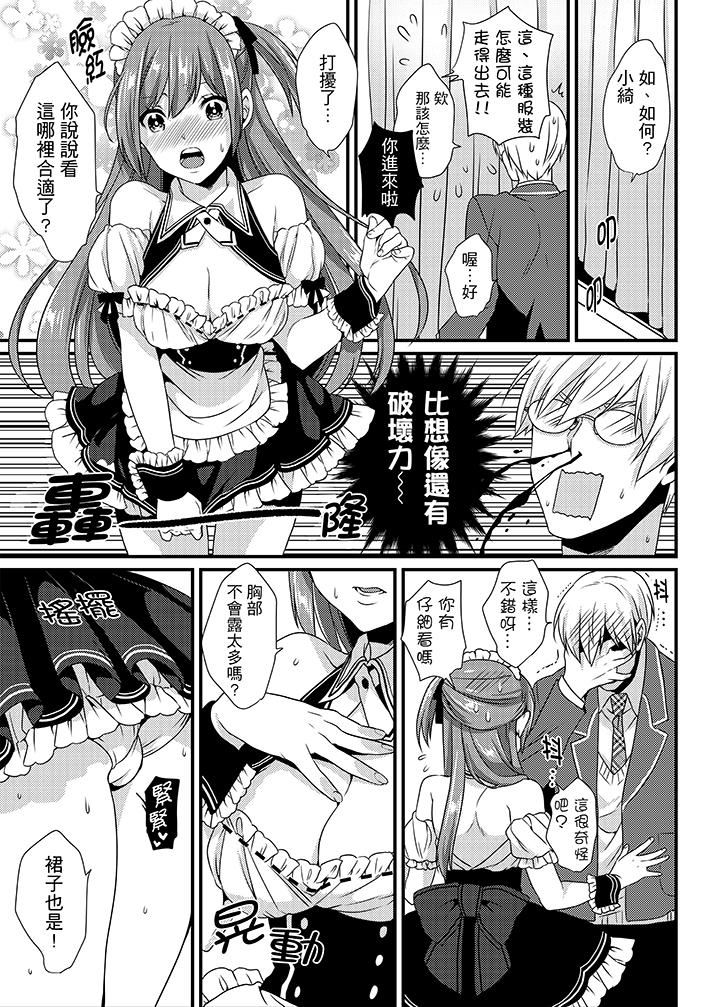 如、如何？
小綺
這、這種服裝
怎麼可能
走得出去!!
欸
那該怎麼…
你進來啦
叩
叩
喔…好
打擾了…
臉紅
你說說看
這哪裡合適了？
比想像還有
破壞力～
轟——隆
這樣…
不錯呀…
你有
仔細看嗎
抖
抖
這很奇怪
吧？
胸部
不會露太多嗎？
晃動
搖擺
緊緊♥
裙子也是！